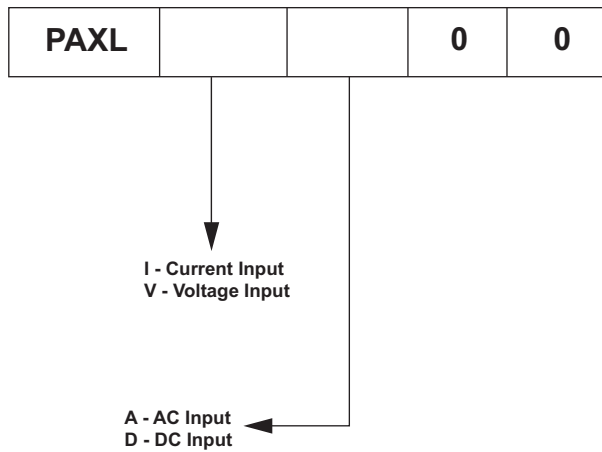 PAXL 0 0
I - Current Input
V - Voltage Input
A - AC Input
D - DC Input